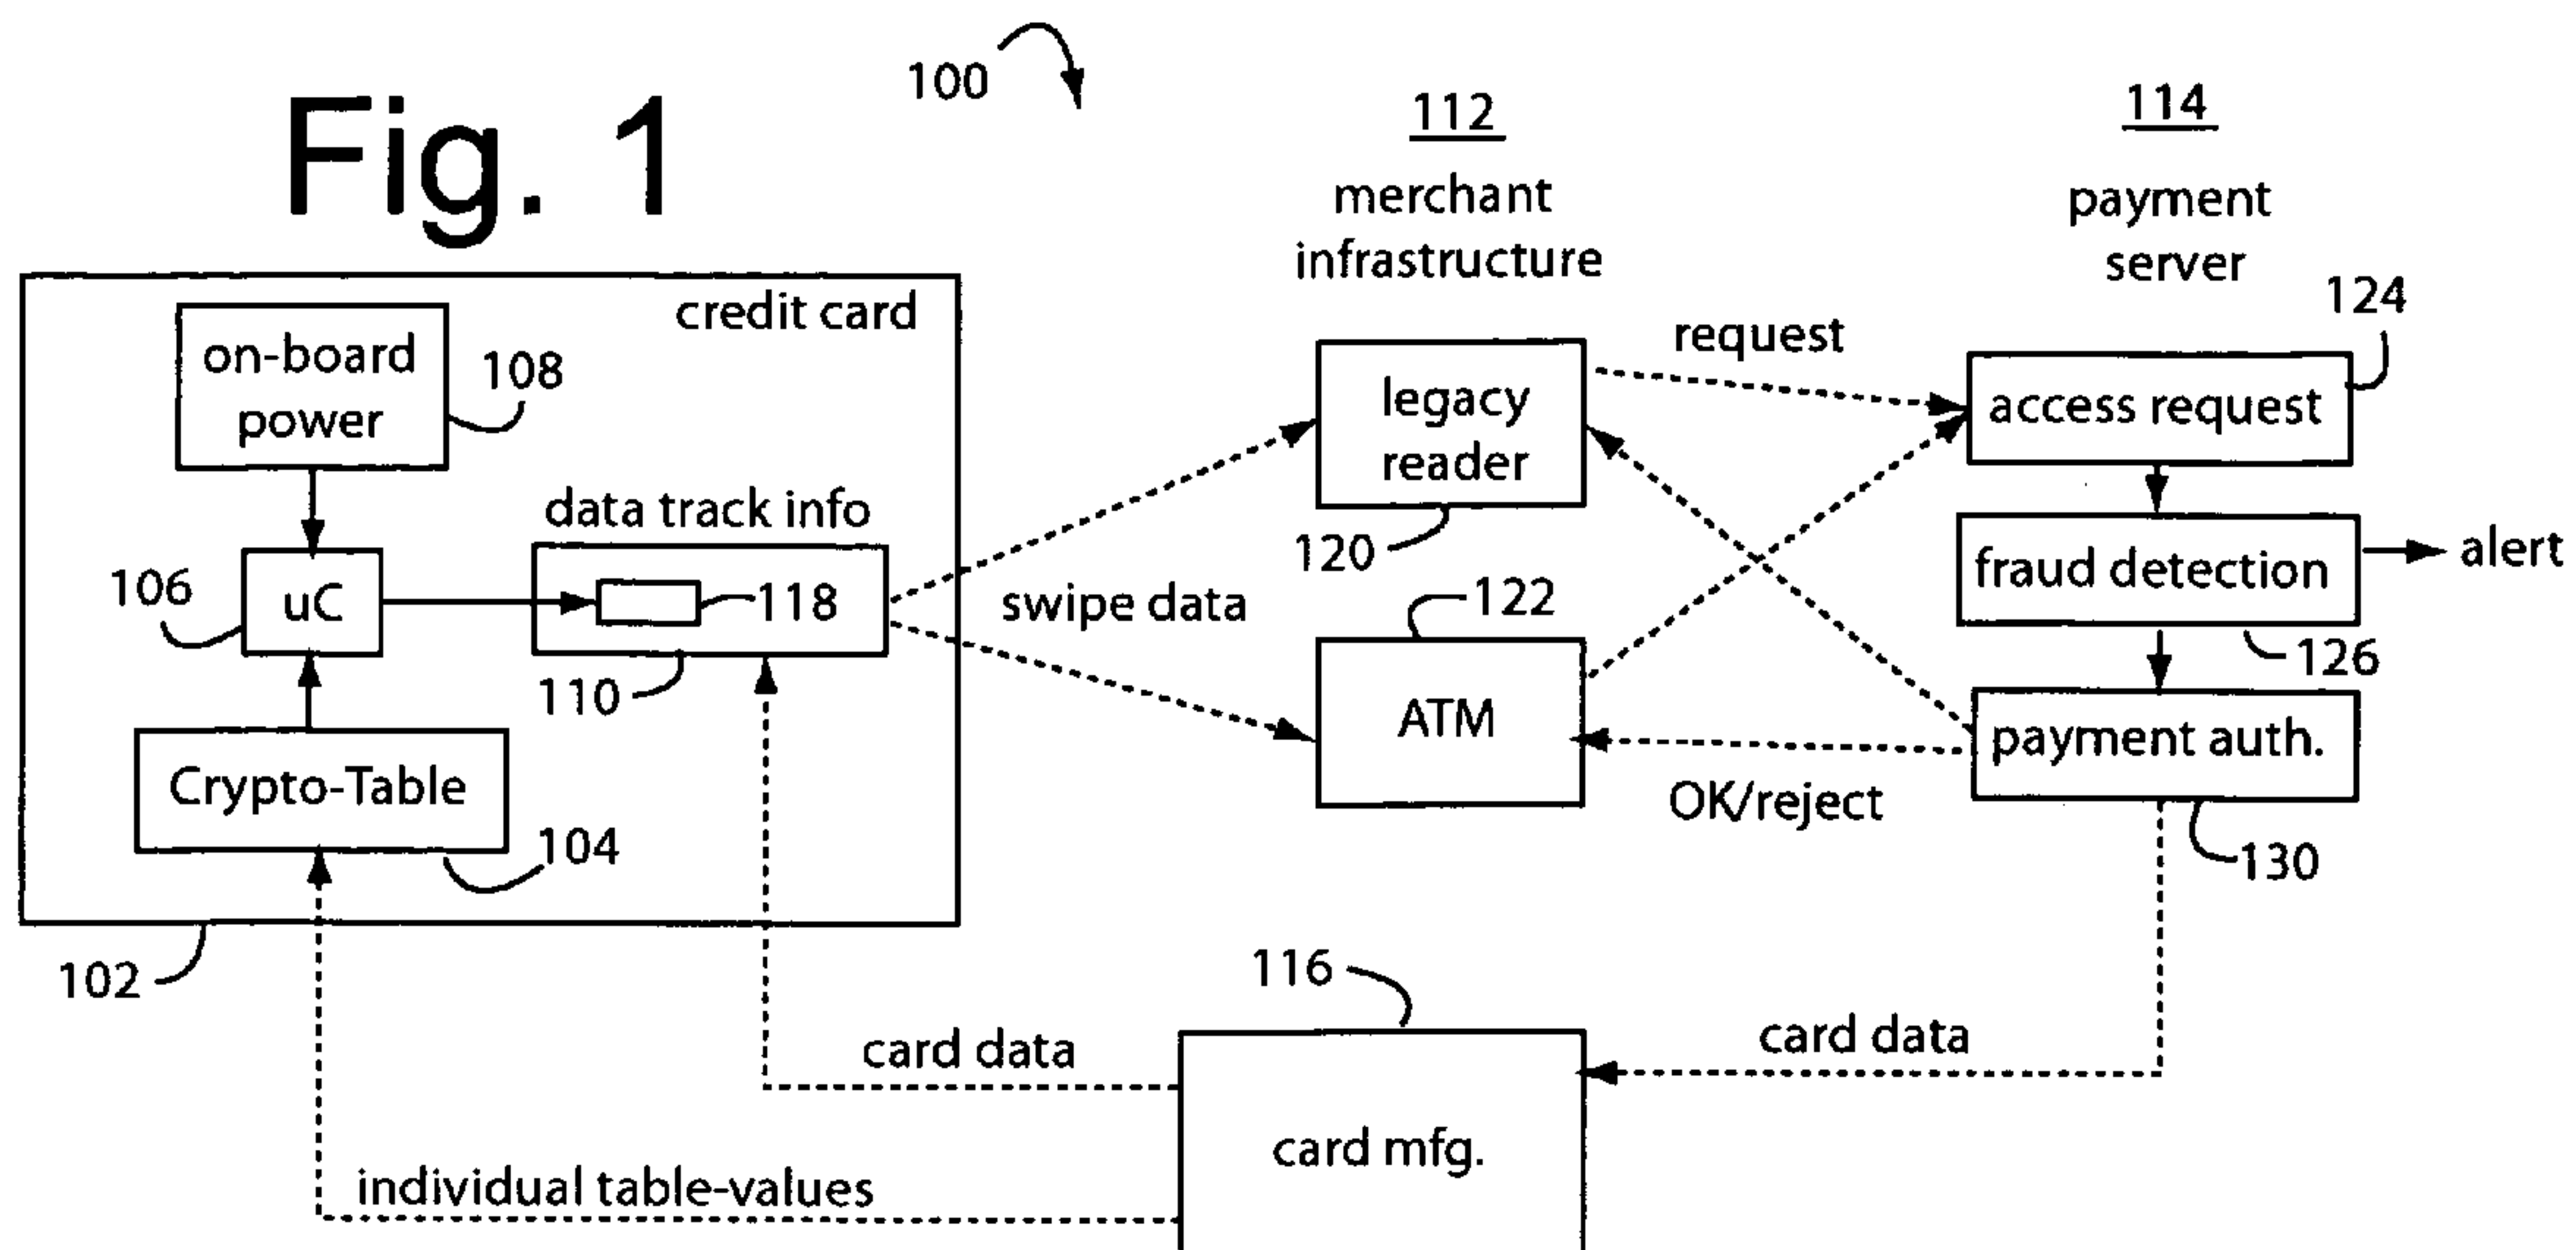 Fig. 1
100
112
merchant
infrastructure
114
payment
server
credit card
on-board
power
108
data track info
106
uC
118
110
Crypto-Table
104
102
swipe data
legacy
reader
120
122
ATM
request
124
access request
fraud detection
alert
126
payment auth.
OK/reject
130
116
card data
card data
card mfg.
individual table-values